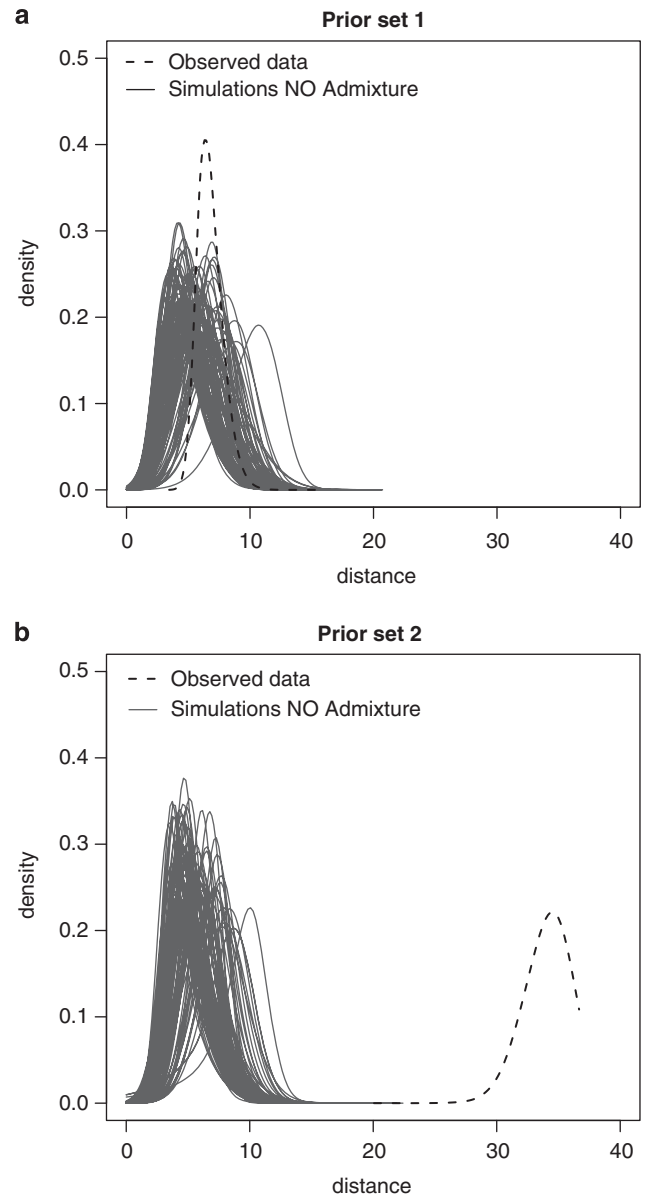 a
Prior set 1
0.5
Observed data
Simulations NO Admixture
0.4
0.3
0.2
0.1
0.0
density
0 10 20 30 40
distance
b
Prior set 2
0.5
Observed data
Simulations NO Admixture
0.4
0.3
0.2
0.1
0.0
density
0 10 20 30 40
distance